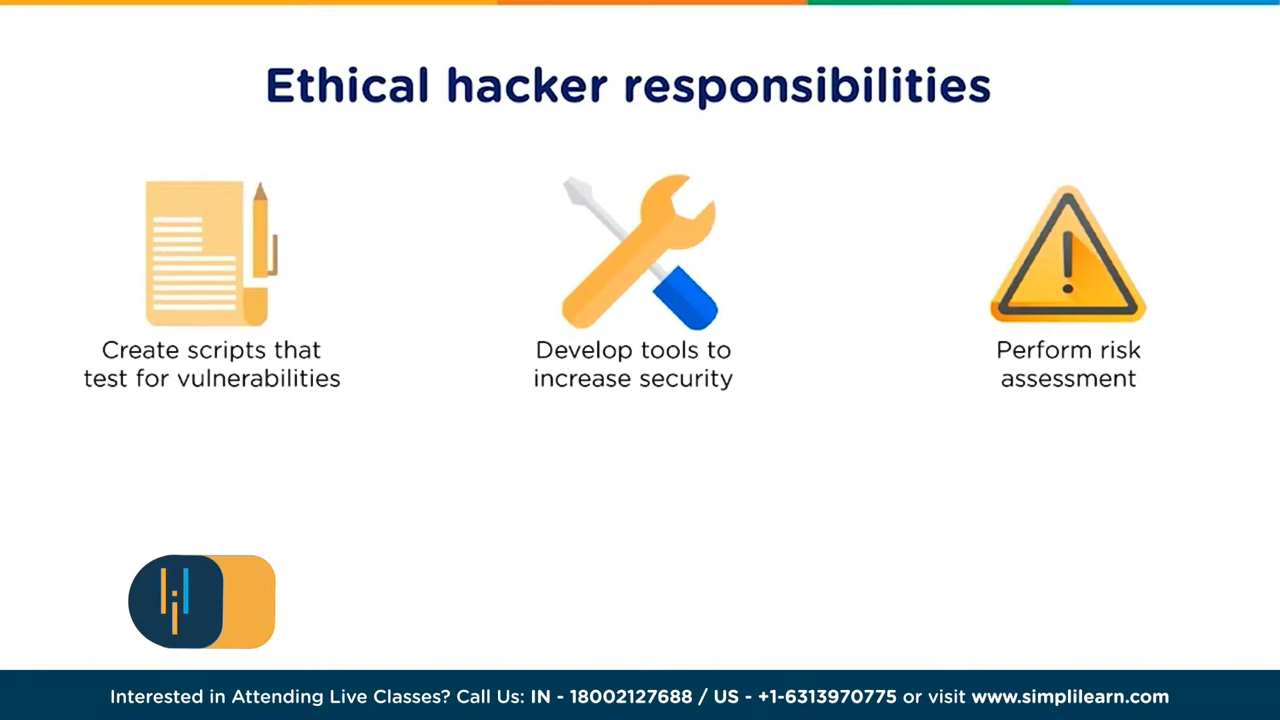 Ethical hacker responsibilities
Create scripts that
test for vulnerabilities
Develop tools to
increase security
Perform risk
assessment
Interested in Attending Live Classes? Call Us: IN - 18002127688 / US - +1-6313970775 or visit www.simplilearn.com